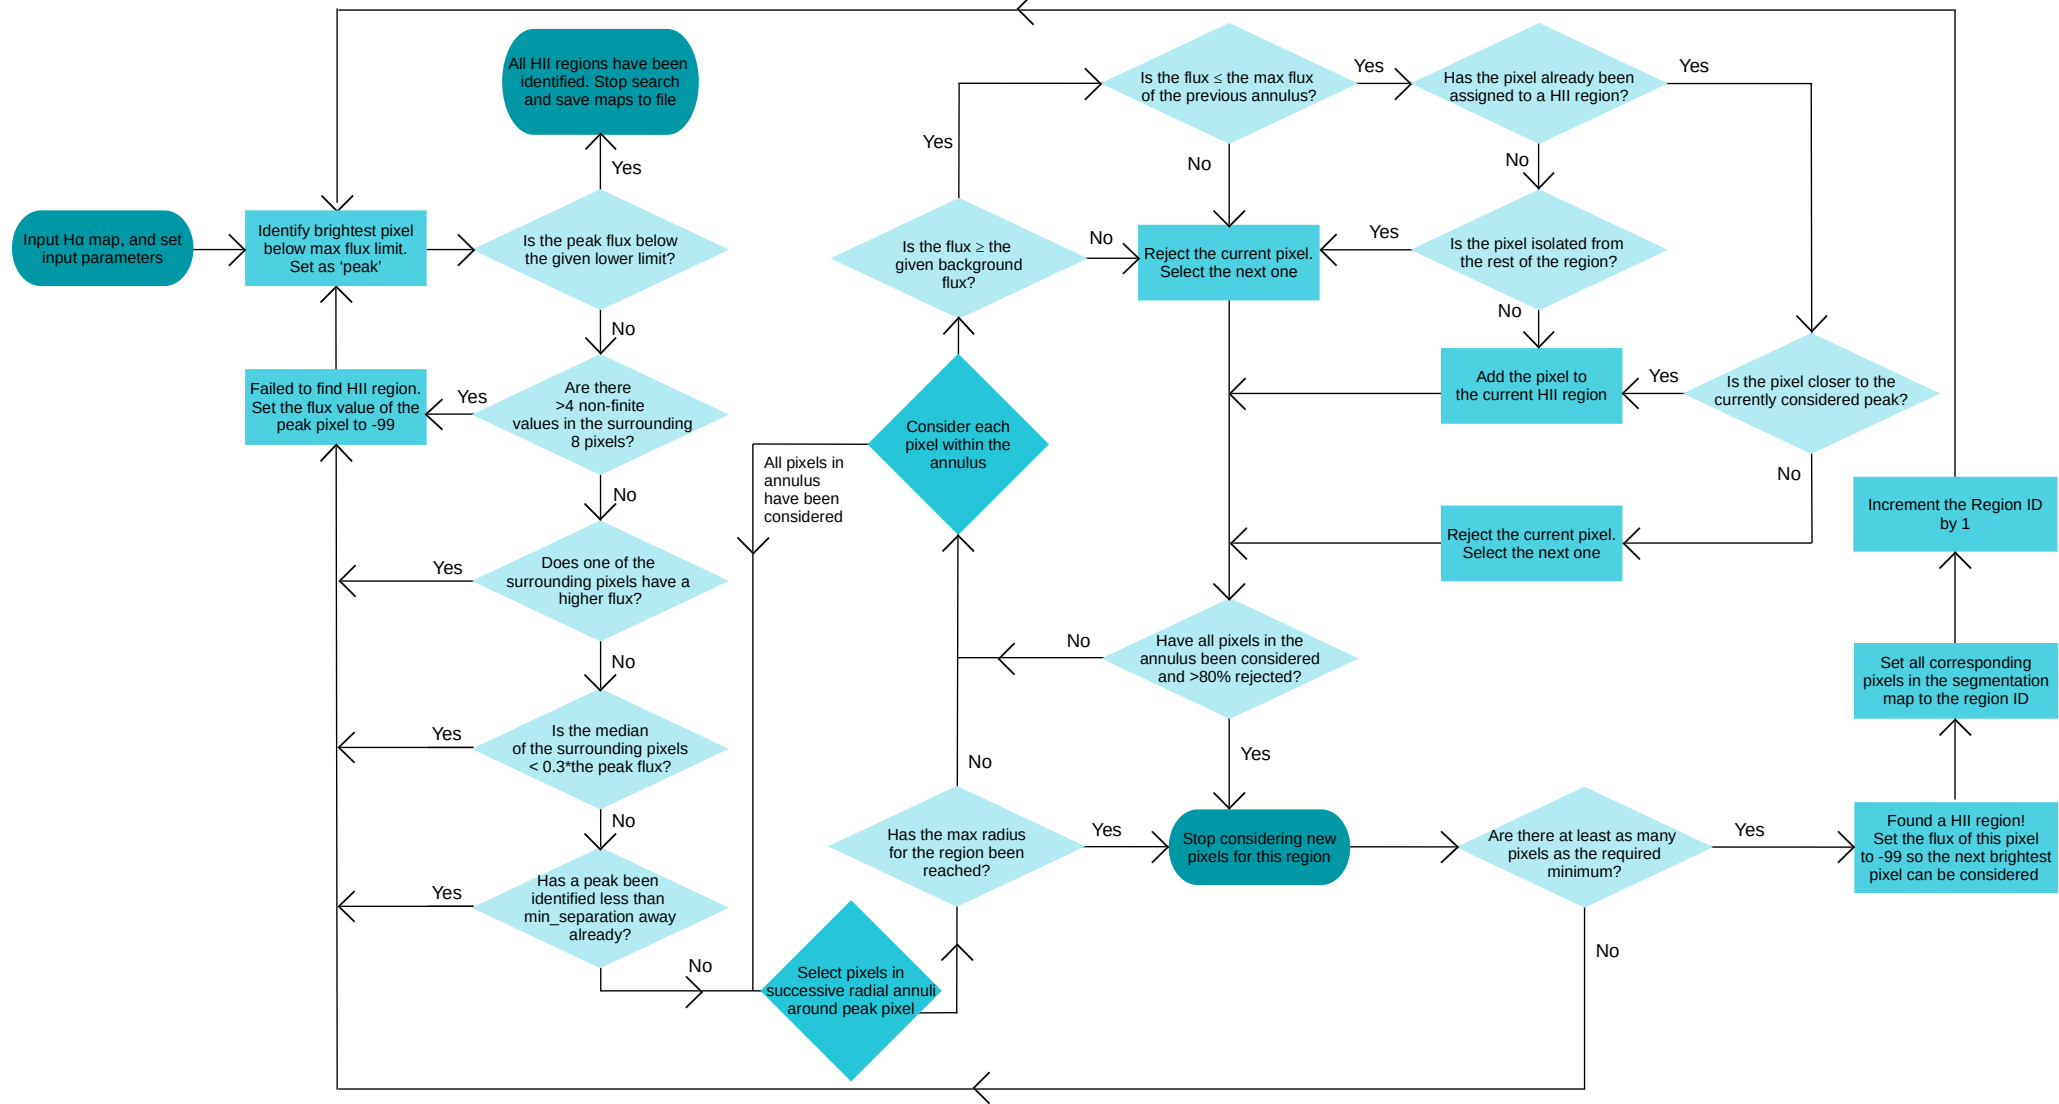 Input Hα map, and set
input parameters
Identify brightest pixel
below max flux limit.
Set as ‘peak’
All HII regions have been
identified. Stop search
and save maps to file
Yes
Is the peak flux below
the given lower limit?
No
Are there
>4 non-finite
values in the surrounding
8 pixels?
Yes
Failed to find HII region.
Set the flux value of the
peak pixel to -99
No
Does one of the
surrounding pixels have a
higher flux?
Yes
No
Is the median
of the surrounding pixels
< 0.3*the peak flux?
Yes
No
Has a peak been
identified less than
min_separation away
already?
Yes
No
Select pixels in
successive radial annuli
around peak pixel
All pixels in
annulus
have been
considered
Has the max radius
for the region been
reached?
No
Yes
Consider each
pixel within the
annulus
Is the flux ≥ the
given background
flux?
Yes
No
Is the flux ≤ the max flux
of the previous annulus?
Yes
No
Reject the current pixel.
Select the next one
Has the pixel already been
assigned to a HII region?
Yes
No
Is the pixel isolated from
the rest of the region?
Yes
No
Add the pixel to
the current HII region
Yes
Is the pixel closer to the
currently considered peak?
No
Reject the current pixel.
Select the next one
Have all pixels in the
annulus been considered
and >80% rejected?
No
Yes
Stop considering new
pixels for this region
Are there at least as many
pixels as the required
minimum?
Yes
No
Found a HII region!
Set the flux of this pixel
to -99 so the next brightest
pixel can be considered
Set all corresponding
pixels in the segmentation
map to the region ID
Increment the Region ID
by 1